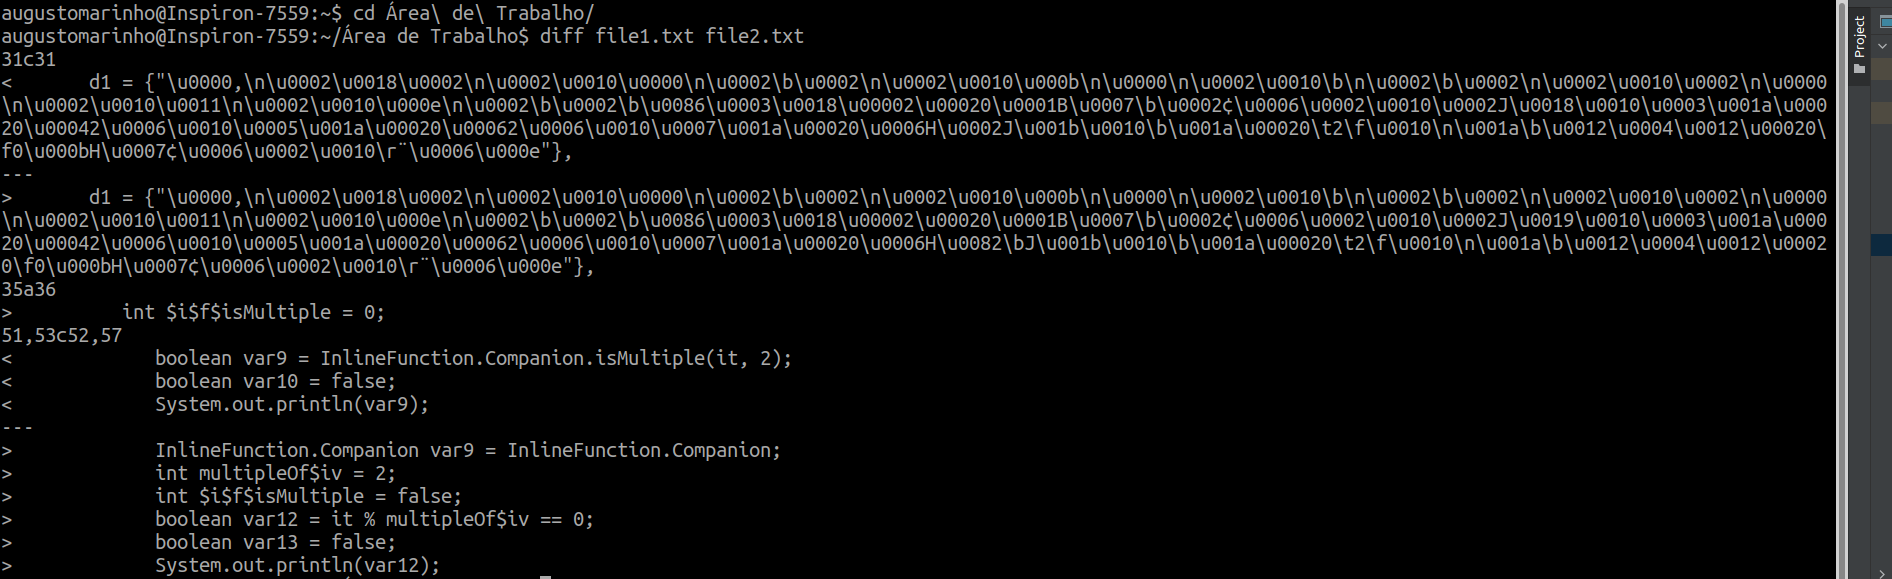 augustomarinho@Inspiron-7559:~$ cd Área\ de\ Trabalho/
augustomarinho@Inspiron-7559:~/Área de Trabalho$ diff file1.txt file2.txt
31c31
<       d1 = {"\u0000,\n\u0002\u0018\u0002\n\u0002\u0010\u0000\n\u0002\b\u0002\n\u0002\u0010\u000b\n\u0000\n\u0002\u0010\b\n\u0002\b\u0002\n\u0002\u0010\u0002\n\u0000
\n\u0002\u0010\u0011\n\u0002\u0010\u000e\n\u0002\b\u0002\b\u0086\u0003\u0018\u00002\u00020\u0001B\u0007\b\u0002¢\u0006\u0002\u0010\u0002J\u0018\u0010\u0003\u001a\u000
20\u00042\u0006\u0010\u0005\u001a\u00020\u00062\u0006\u0010\u0007\u001a\u00020\u0006H\u0002J\u001b\u0010\b\u001a\u00020\t2\f\u0010\n\u001a\b\u0012\u0004\u0012\u00020\
f0\u000bH\u0007¢\u0006\u0002\u0010\r¨\u0006\u000e"},
---
>       d1 = {"\u0000,\n\u0002\u0018\u0002\n\u0002\u0010\u0000\n\u0002\b\u0002\n\u0002\u0010\u000b\n\u0000\n\u0002\u0010\b\n\u0002\b\u0002\n\u0002\u0010\u0002\n\u0000
\n\u0002\u0010\u0011\n\u0002\u0010\u000e\n\u0002\b\u0002\b\u0086\u0003\u0018\u00002\u00020\u0001B\u0007\b\u0002¢\u0006\u0002\u0010\u0002J\u0019\u0010\u0003\u001a\u000
20\u00042\u0006\u0010\u0005\u001a\u00020\u00062\u0006\u0010\u0007\u001a\u00020\u0006H\u0082\bJ\u001b\u0010\b\u001a\u00020\t2\f\u0010\n\u001a\b\u0012\u0004\u0012\u0002
0\f0\u000bH\u0007¢\u0006\u0002\u0010\r¨\u0006\u000e"},
35a36
>          int $i$f$isMultiple = 0;
51,53c52,57
<             boolean var9 = InlineFunction.Companion.isMultiple(it, 2);
<             boolean var10 = false;
<             System.out.println(var9);
---
>             InlineFunction.Companion var9 = InlineFunction.Companion;
>             int multipleOf$iv = 2;
>             int $i$f$isMultiple = false;
>             boolean var12 = it % multipleOf$iv == 0;
>             boolean var13 = false;
>             System.out.println(var12);
Project